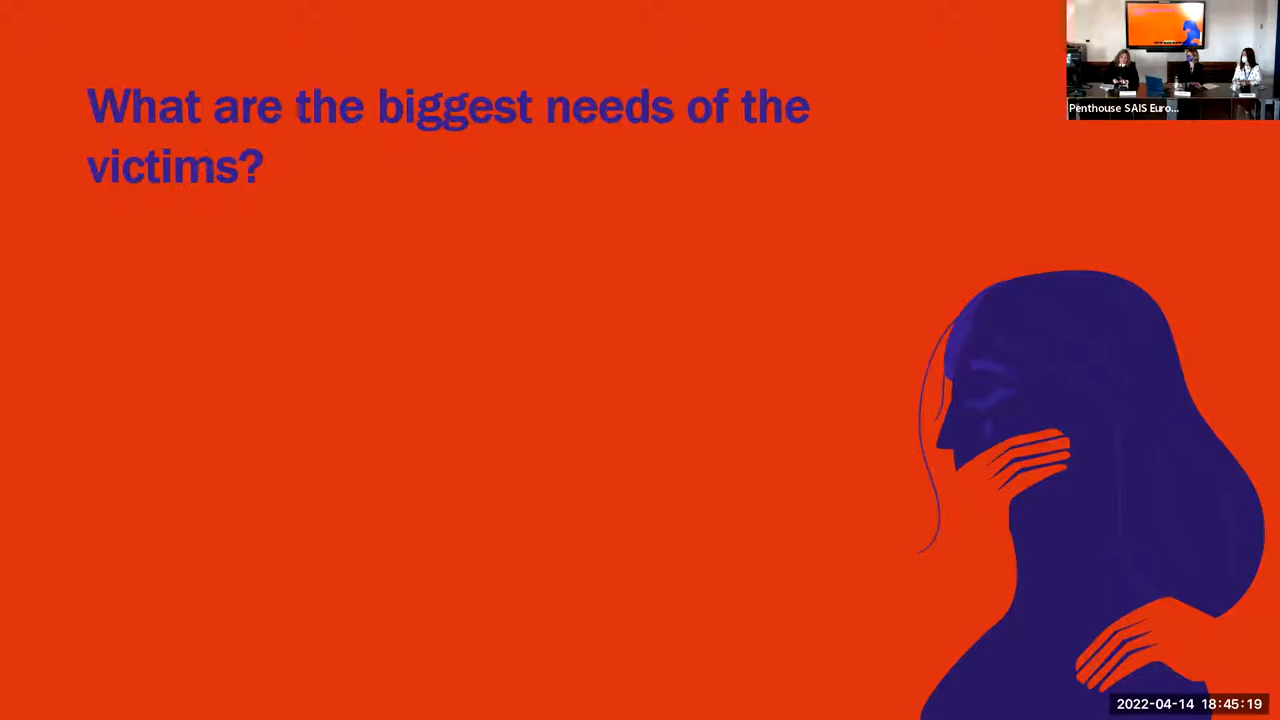 What are the biggest needs of the
victims?
Penthouse SAIS Euro...
2022-04-14 18:45:19